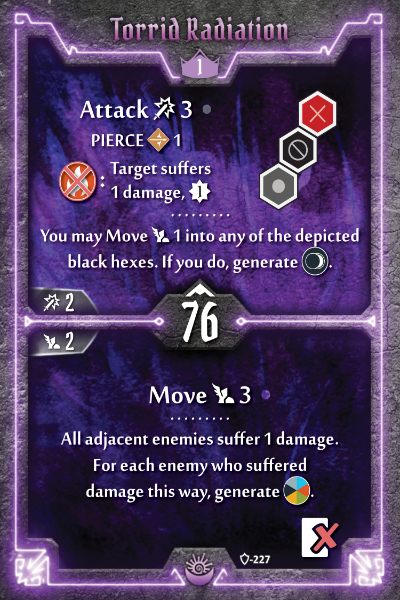 Torrid Radiation
1
Attack 3
PIERCE 1
: Target suffers
1 damage, 1
You may Move 1 into any of the depicted
black hexes. If you do, generate .
2
76
2
Move 3
All adjacent enemies suffer 1 damage.
For each enemy who suffered
damage this way, generate .
-227